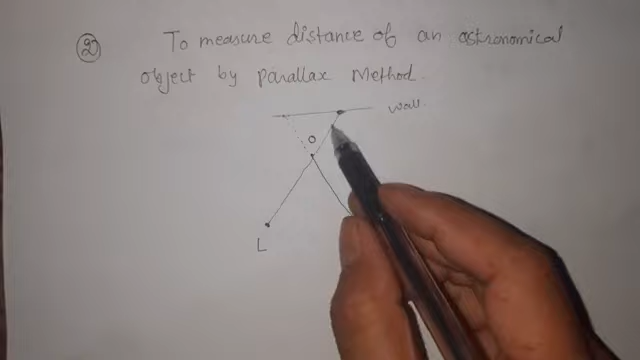 2 To measure distance of an astronomical
object by Parallax Method.
wall.
O
L